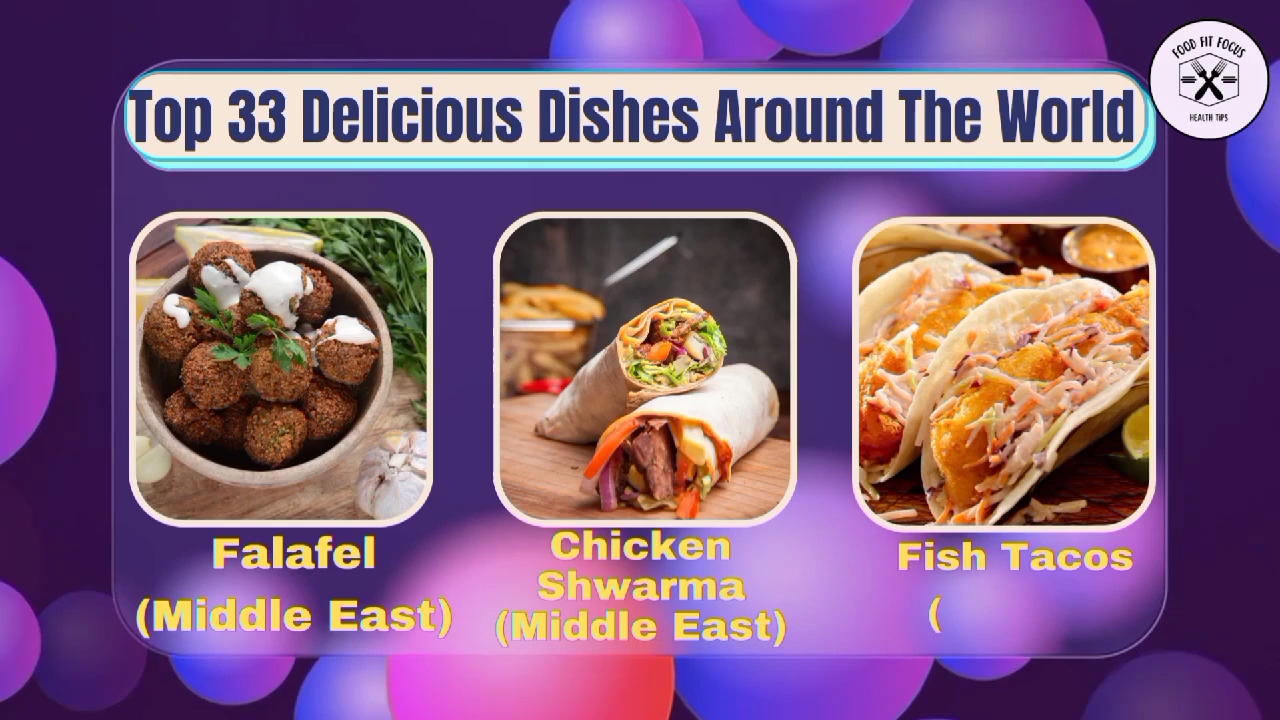 Top 33 Delicious Dishes Around The World
FOOD FIT FOCUS
HEALTH TIPS
Falafel
(Middle East)
Chicken
Shwarma
(Middle East)
Fish Tacos
(